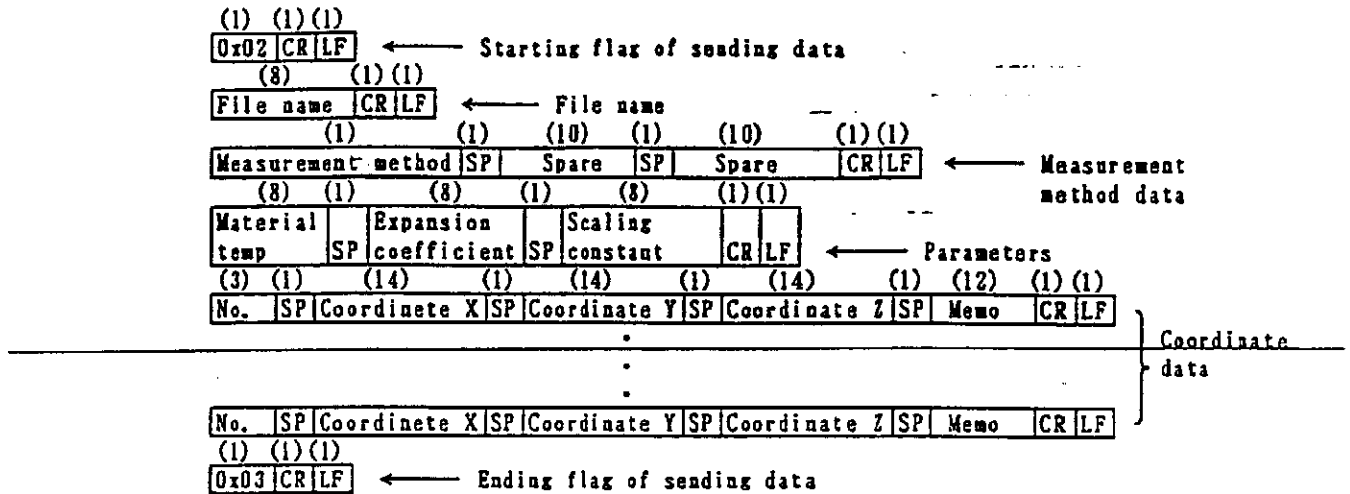 (1) (1) (1)
0x02 CR LF Starting flag of sending data
(8) (1) (1)
File name CR LF File name
(1) (1) (10) (1) (10) (1) (1)
Measurement method SP Spare SP Spare CR LF Measurement
method data
(8) (1) (8) (1) (8) (1) (1)
Material Expansion Scaling
temp SP coefficient SP constant CR LF Parameters
(3) (1) (14) (1) (14) (1) (14) (1) (12) (1) (1)
No. SP Coordinete X SP Coordinate Y SP Coordinate Z SP Memo CR LF
Coordinate
data
No. SP Coordinete X SP Coordinate Y SP Coordinate Z SP Memo CR LF
(1) (1) (1)
0x03 CR LF Ending flag of sending data